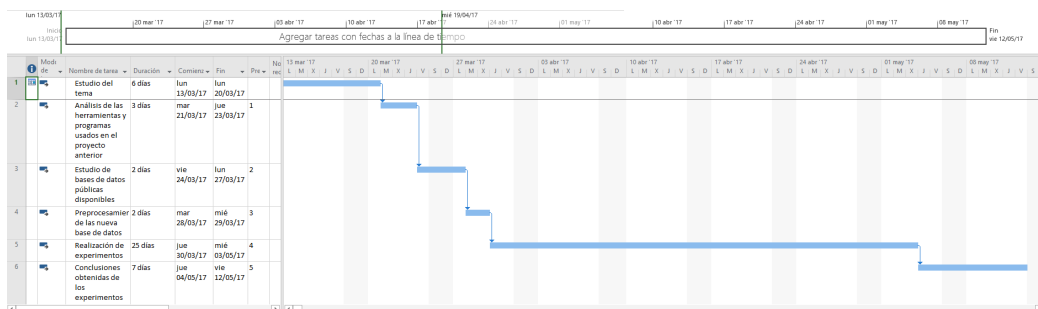 lun 13/03/17
mié 19/04/17
20 mar '17 27 mar '17 03 abr '17 10 abr '17 17 abr '17 24 abr '17 01 may '17 10 abr '17 17 abr '17 24 abr '17 01 may '17 08 may '17
Inicio
lun 13/03/17
Agregar tareas con fechas a la línea de tiempo
Fin
vie 12/05/17
Modo de Nombre de tarea Duración Comienz Fin Pre
13 mar '17 20 mar '17 27 mar '17 03 abr '17 10 abr '17 17 abr '17 24 abr '17 01 may '17 08 may '17
L M X J V S D L M X J V S D L M X J V S D L M X J V S D L M X J V S D L M X J V S D L M X J V S D L M X J V S D L M X J V S
1 Estudio del 6 días lun lun
tema 13/03/17 20/03/17
2 Análisis de las 3 días mar jue 1
herramientas y 21/03/17 23/03/17
programas
usados en el
proyecto
anterior
3 Estudio de 2 días vie lun 2
bases de datos 24/03/17 27/03/17
públicas
disponibles
4 Preprocesamier 2 días mar mié 3
de las nueva 28/03/17 29/03/17
base de datos
5 Realización de 25 días jue mié 4
experimentos 30/03/17 03/05/17
6 Conclusiones 7 días jue vie 5
obtenidas de 04/05/17 12/05/17
los
experimentos